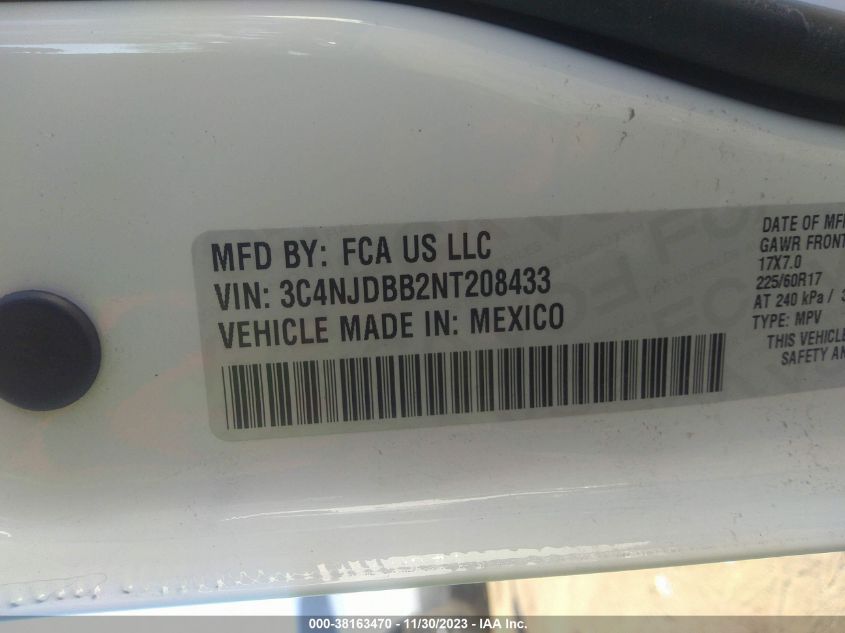 MFD BY: FCA US LLC
VIN: 3C4NJDBB2NT208433
VEHICLE MADE IN: MEXICO
DATE OF MF
GAWR FRONT
17X7.0
225/60R17
AT 240 kPa /
TYPE: MPV
THIS VEHICLE
SAFETY AN
000-38163470 - 11/30/2023 - IAA Inc.